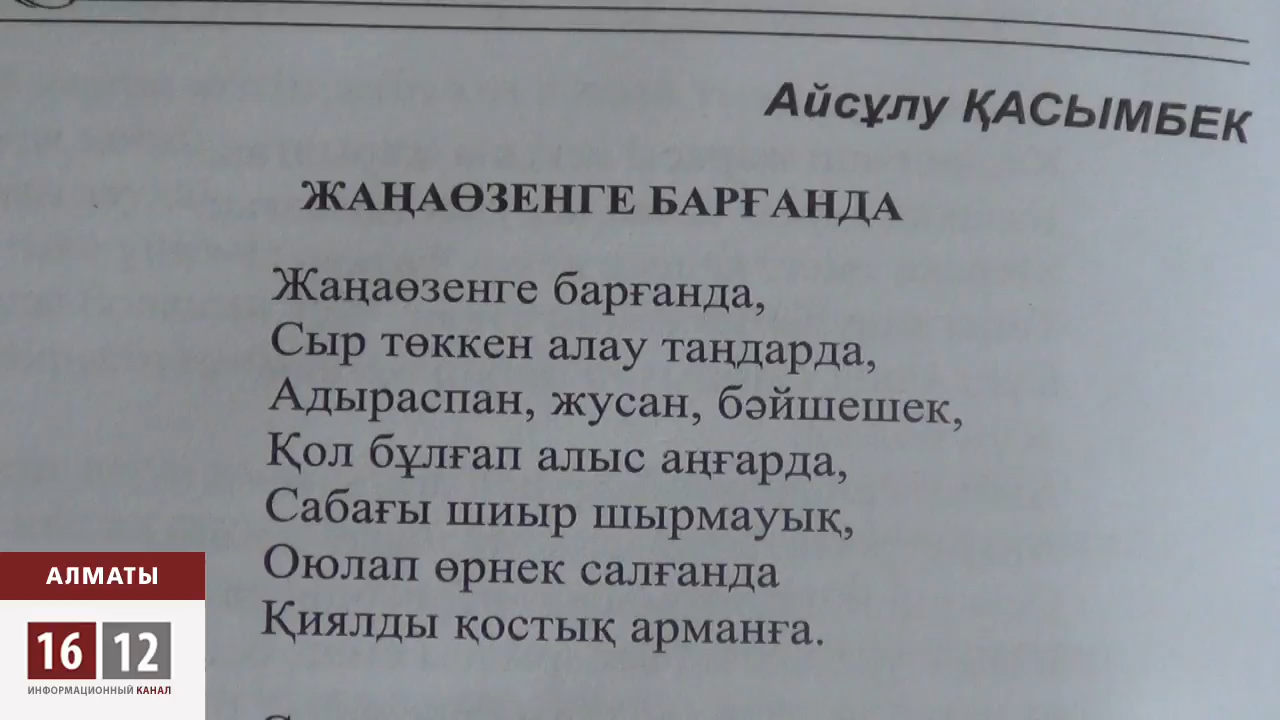 Айсұлу ҚАСЫМБЕК
ЖАҢАӨЗЕНГЕ БАРҒАНДА
Жаңаөзенге барғанда,
Сыр төккен алау таңдарда,
Адыраспан, жусан, бәйшешек,
Қол бұлғап алыс аңғарда,
Сабағы шиыр шырмауық,
Оюлап өрнек салғанда
Қиялды қостық арманға.
АЛМАТЫ
16 12
ИНФОРМАЦИОННЫЙ КАНАЛ